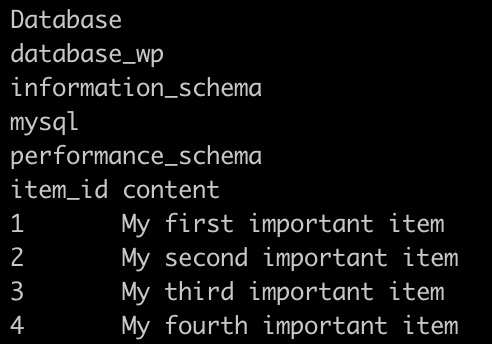 Database
database_wp
information_schema
mysql
performance_schema
item_id content
1 My first important item
2 My second important item
3 My third important item
4 My fourth important item